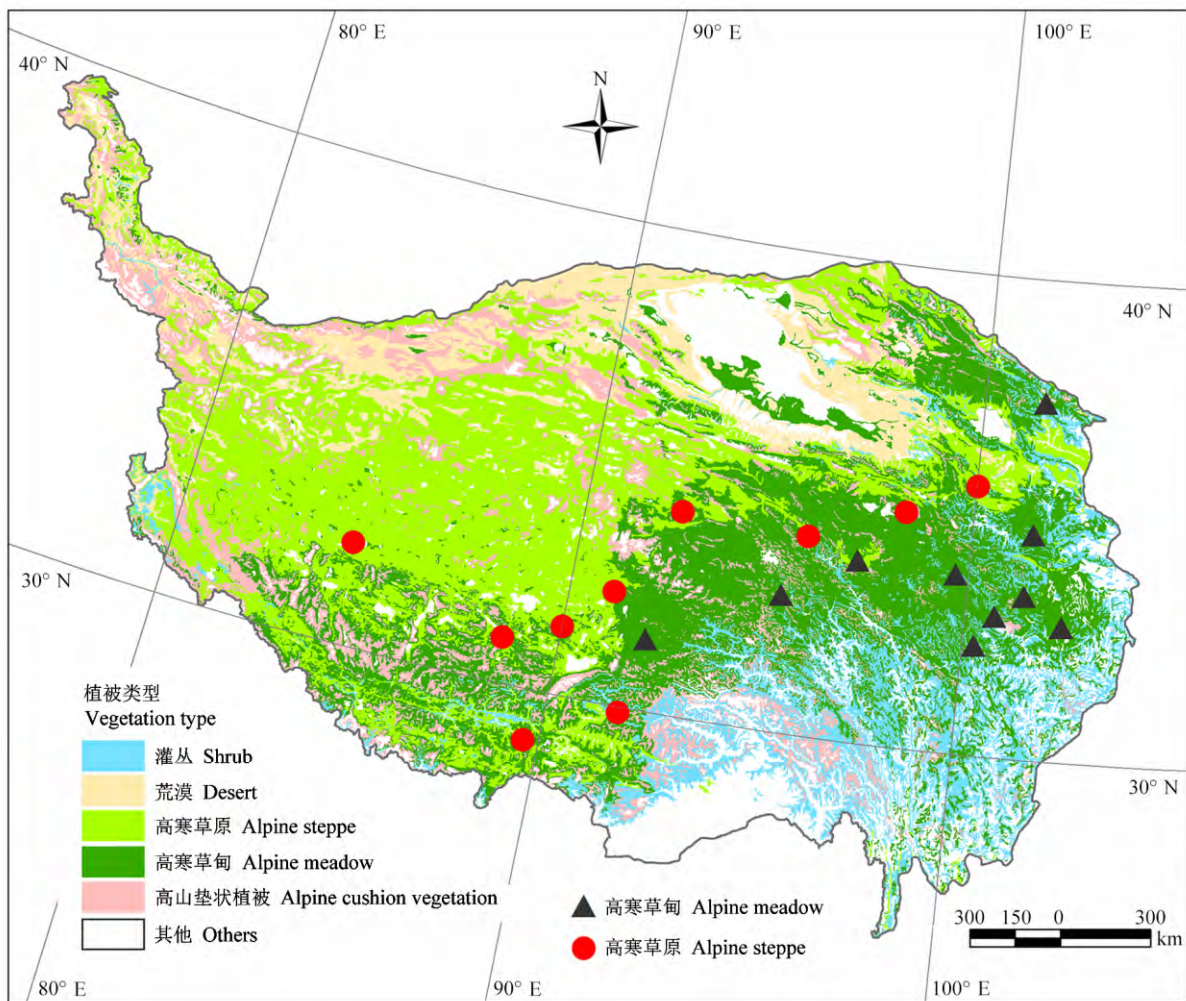 80° E
90° E
100° E
40° N
N
40° N
30° N
30° N
植被类型
Vegetation type
灌丛 Shrub
荒漠 Desert
高寒草原 Alpine steppe
高寒草甸 Alpine meadow
高山垫状植被 Alpine cushion vegetation
其他 Others
高寒草甸 Alpine meadow
高寒草原 Alpine steppe
300 150 0 300
km
80° E
90° E
100° E